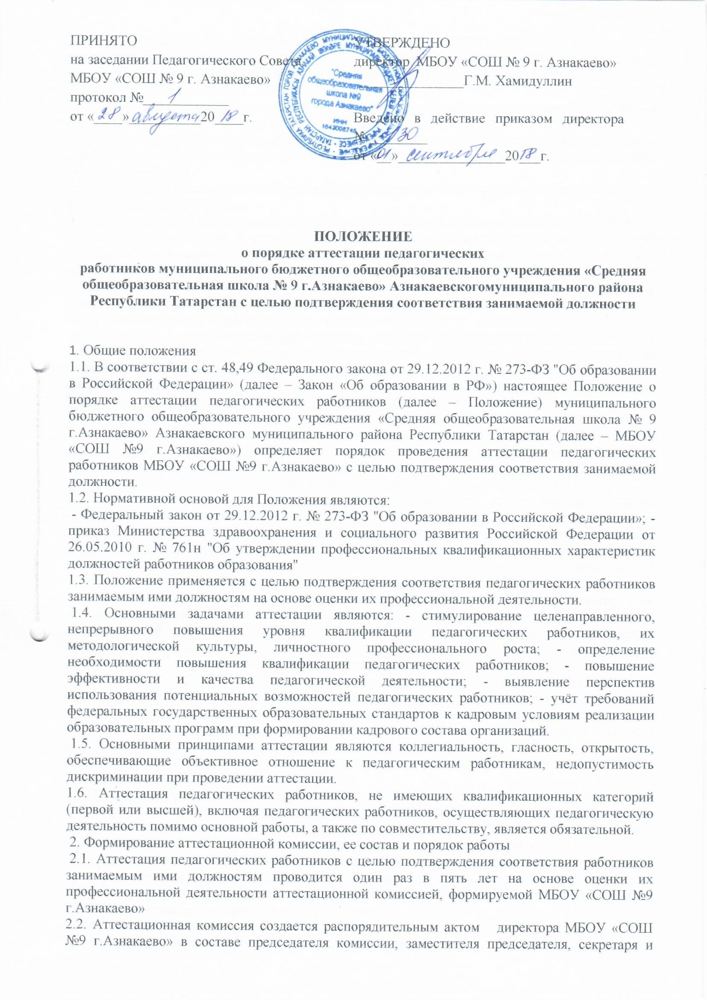 ПРИНЯТО
на заседании Педагогического Совета
МБОУ «СОШ № 9 г. Азнакаево»
протокол № 1
от «28» августа 2018 г.
УТВЕРЖДЕНО
директор МБОУ «СОШ № 9 г. Азнакаево»
Г.М. Хамидуллин
Введено в действие приказом директора
№ 130
от «01» сентября 2018 г.
"Средняя
общеобразовательная
школа №9
города Азнакаево"
ИНН
ПОЛОЖЕНИЕ
о порядке аттестации педагогических
работников муниципального бюджетного общеобразовательного учреждения «Средняя
общеобразовательная школа № 9 г.Азнакаево» Азнакаевскогомуниципального района
Республики Татарстан с целью подтверждения соответствия занимаемой должности
1. Общие положения
1.1. В соответствии с ст. 48,49 Федерального закона от 29.12.2012 г. № 273-ФЗ "Об образовании
в Российской Федерации» (далее – Закон «Об образовании в РФ») настоящее Положение о
порядке аттестации педагогических работников (далее – Положение) муниципального
бюджетного общеобразовательного учреждения «Средняя общеобразовательная школа № 9
г.Азнакаево» Азнакаевского муниципального района Республики Татарстан (далее – МБОУ
«СОШ №9 г.Азнакаево») определяет порядок проведения аттестации педагогических
работников МБОУ «СОШ №9 г.Азнакаево» с целью подтверждения соответствия занимаемой
должности.
1.2. Нормативной основой для Положения являются:
- Федеральный закон от 29.12.2012 г. № 273-ФЗ "Об образовании в Российской Федерации»; -
приказ Министерства здравоохранения и социального развития Российской Федерации от
26.05.2010 г. № 761н "Об утверждении профессиональных квалификационных характеристик
должностей работников образования"
1.3. Положение применяется с целью подтверждения соответствия педагогических работников
занимаемым ими должностям на основе оценки их профессиональной деятельности.
1.4. Основными задачами аттестации являются: - стимулирование целенаправленного,
непрерывного повышения уровня квалификации педагогических работников, их
методологической культуры, личностного профессионального роста; - определение
необходимости повышения квалификации педагогических работников; - повышение
эффективности и качества педагогической деятельности; - выявление перспектив
использования потенциальных возможностей педагогических работников; - учёт требований
федеральных государственных образовательных стандартов к кадровым условиям реализации
образовательных программ при формировании кадрового состава организаций.
1.5. Основными принципами аттестации являются коллегиальность, гласность, открытость,
обеспечивающие объективное отношение к педагогическим работникам, недопустимость
дискриминации при проведении аттестации.
1.6. Аттестация педагогических работников, не имеющих квалификационных категорий
(первой или высшей), включая педагогических работников, осуществляющих педагогическую
деятельность помимо основной работы, а также по совместительству, является обязательной.
2. Формирование аттестационной комиссии, ее состав и порядок работы
2.1. Аттестация педагогических работников с целью подтверждения соответствия работников
занимаемым ими должностям проводится один раз в пять лет на основе оценки их
профессиональной деятельности аттестационной комиссией, формируемой МБОУ «СОШ №9
г.Азнакаево»
2.2. Аттестационная комиссия создается распорядительным актом директора МБОУ «СОШ
№9 г.Азнакаево» в составе председателя комиссии, заместителя председателя, секретаря и